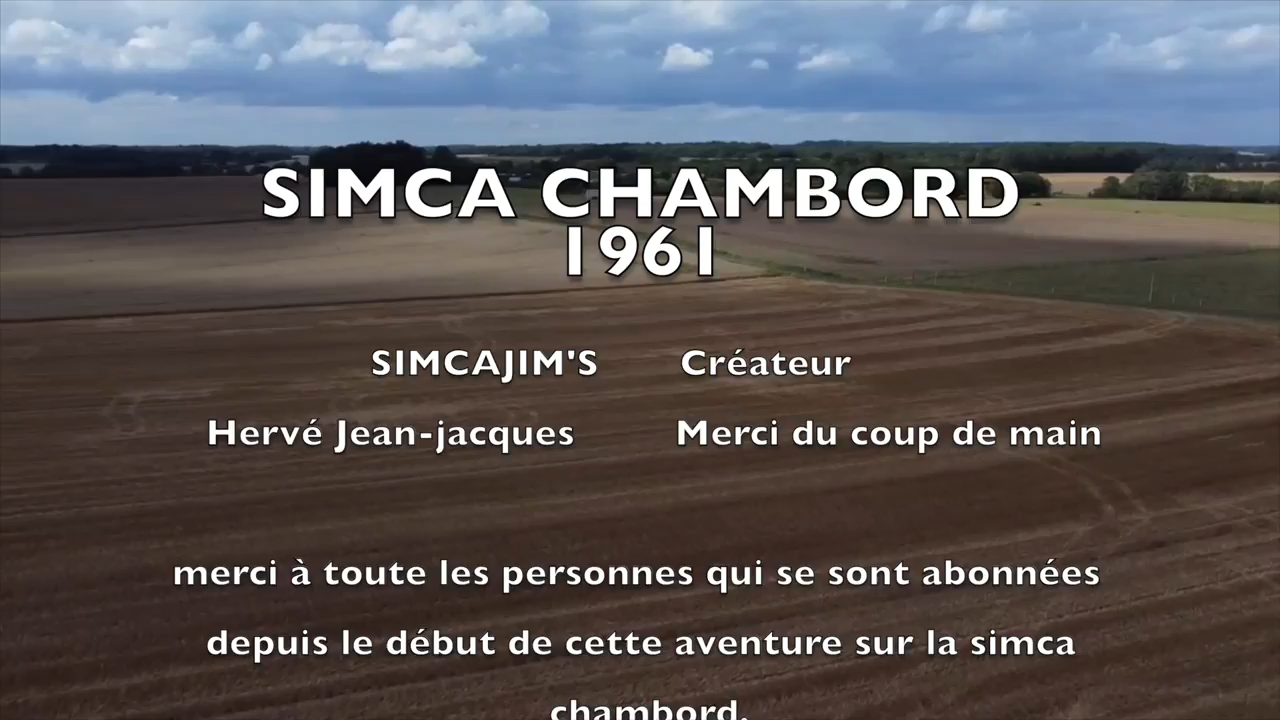 SIMCA CHAMBORD
1961
SIMCAJIM'S Créateur
Hervé Jean-jacques Merci du coup de main
merci à toute les personnes qui se sont abonnées
depuis le début de cette aventure sur la simca
chambord.